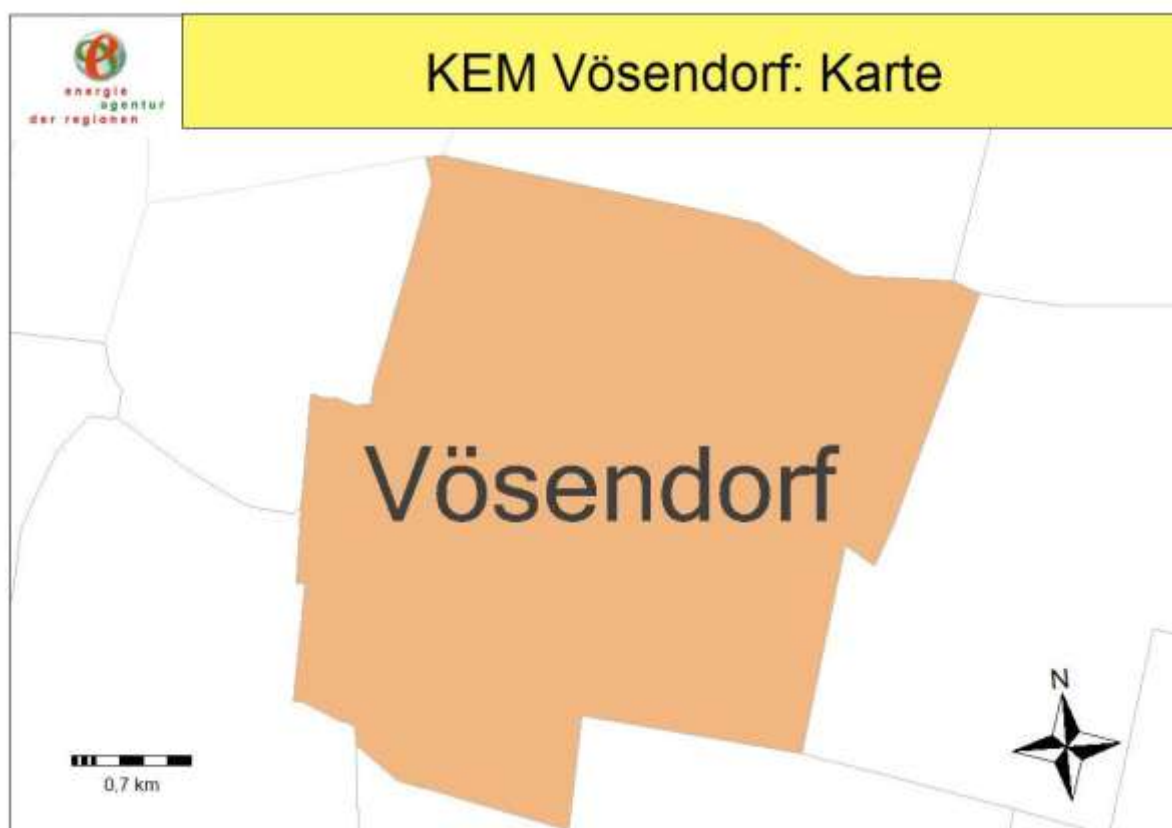 energie
agentur
der regionen
KEM Vösendorf: Karte
Vösendorf
N
0,7 km